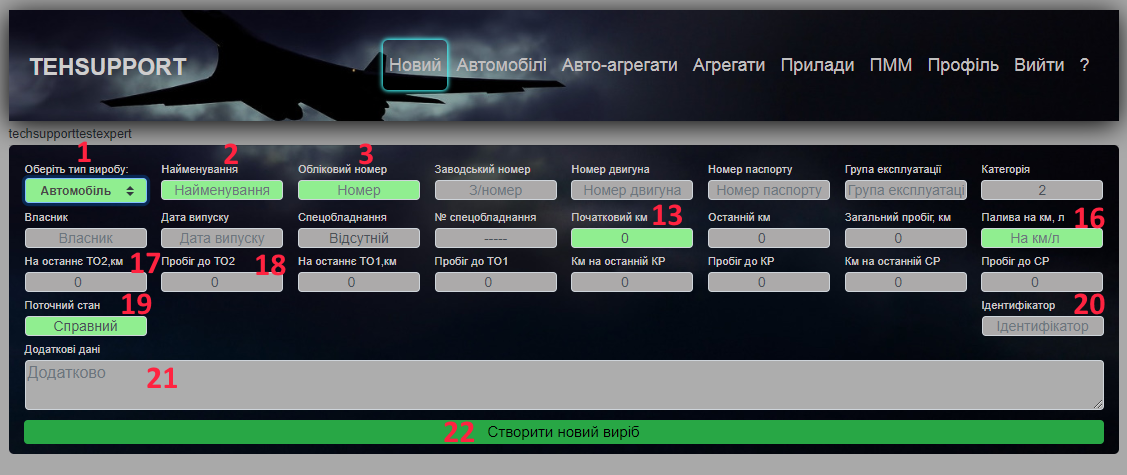 TEHSUPPORT Новий Автомобілі Авто-агрегати Агрегати Прилади ПММ Профіль Вийти ?
techsupporttestexpert
1 2 3
Оберіть тип виробу: Найменування Обліковий номер Заводський номер Номер двигуна Номер паспорту Група експлуатації Категорія
Автомобіль Найменування Номер З/номер Номер двигуна Номер паспорту Група експлуатаці 2
Власник Дата випуску Спецобладнання № спецобладнання Початковий км 13 Останній км Загальний пробіг, км Палива на км, л 16
Власник Дата випуску Відсутній ----- 0 0 0 На км/л
На останнє ТО2,км 17 Пробіг до ТО2 18 На останнє ТО1,км Пробіг до ТО1 Км на останній КР Пробіг до КР Км на останній СР Пробіг до СР
0 0 0 0 0 0 0 0
Поточний стан 19 Ідентифікатор 20
Справний Ідентифікатор
Додаткові дані
Додатково 21
22 Створити новий виріб